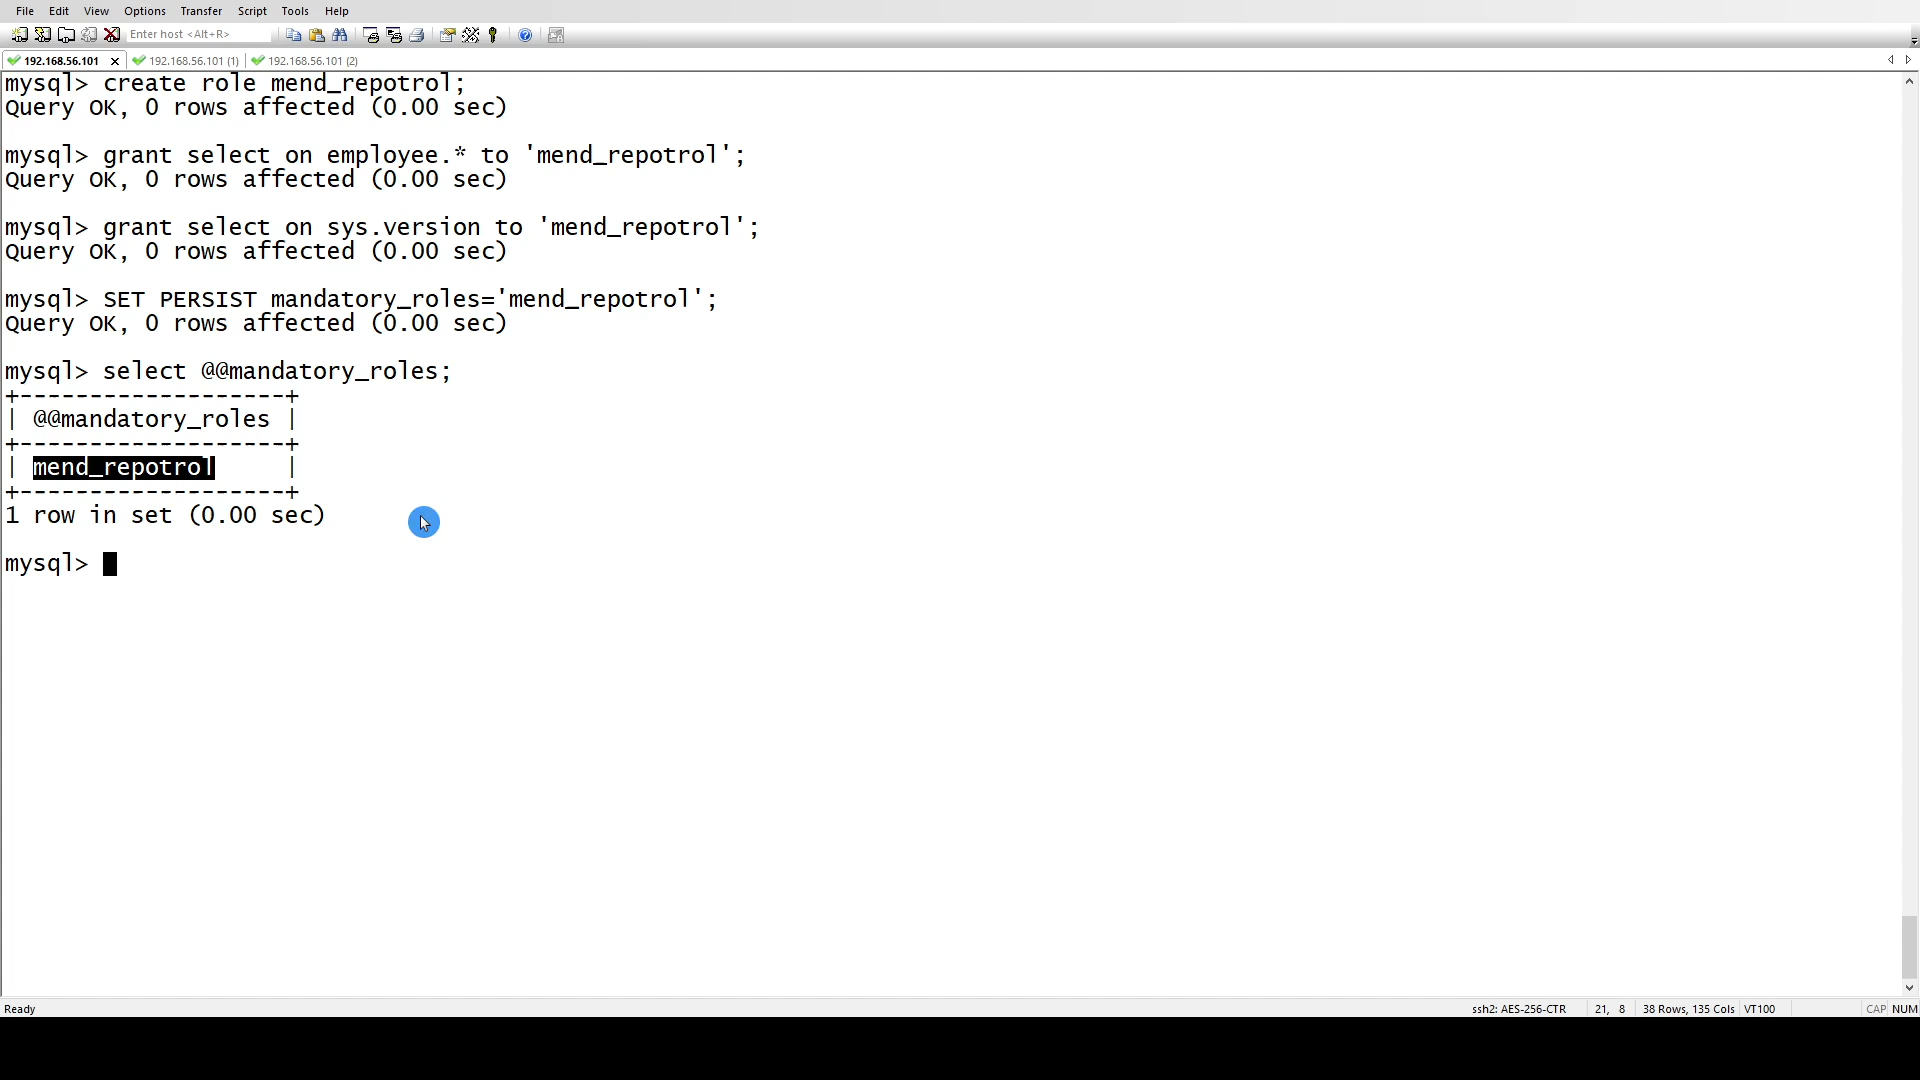 File Edit View Options Transfer Script Tools Help
Enter host <Alt+R>
192.168.56.101 192.168.56.101 (1) 192.168.56.101 (2)
mysql> create role mend_repotrol;
Query OK, 0 rows affected (0.00 sec)
mysql> grant select on employee.* to 'mend_repotrol';
Query OK, 0 rows affected (0.00 sec)
mysql> grant select on sys.version to 'mend_repotrol';
Query OK, 0 rows affected (0.00 sec)
mysql> SET PERSIST mandatory_roles='mend_repotrol';
Query OK, 0 rows affected (0.00 sec)
mysql> select @@mandatory_roles;
+-------------------+
| @@mandatory_roles |
+-------------------+
| mend_repotrol     |
+-------------------+
1 row in set (0.00 sec)
mysql>
Ready ssh2: AES-256-CTR 21, 8 38 Rows, 135 Cols VT100 CAP NUM